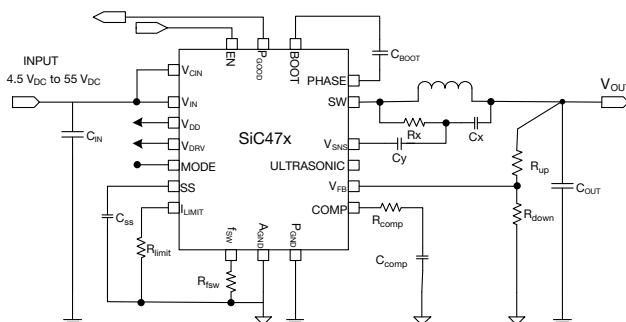 INPUT
4.5 VDC to 55 VDC
CIN
EN
PGOOD
BOOT
CBOOT
PHASE
SW
VCIN
VIN
VDD
VDRV
MODE
SS
ILIMIT
SiC47x
VSNS
ULTRASONIC
VFB
COMP
fSW
AGND
PGND
Css
Rlimit
Rfsw
Rx
Cx
Cy
Rcomp
Ccomp
VOUT
Rup
Rdown
COUT